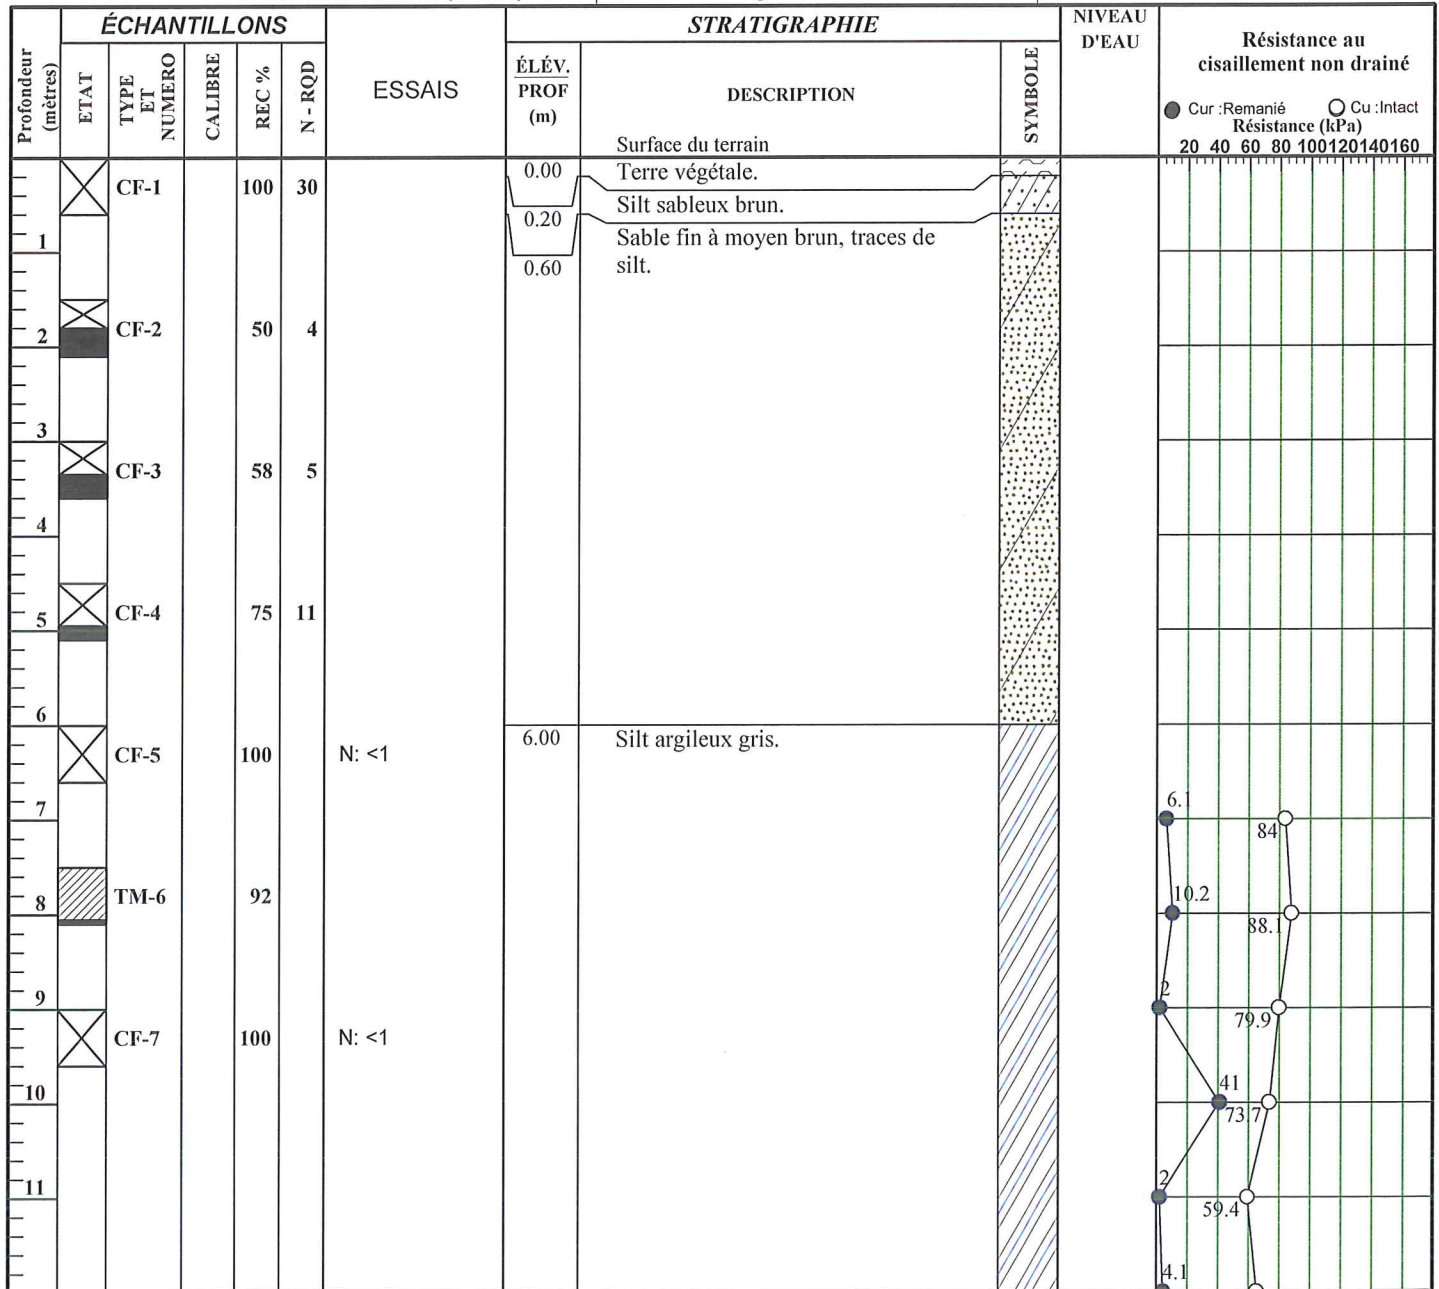 ÉCHANTILLONS
STRATIGRAPHIE
NIVEAU
D'EAU
Résistance au
cisaillement non drainé
Profondeur
(mètres)
ETAT
TYPE
ET
NUMERO
CALIBRE
REC %
N - RQD
ESSAIS
ÉLÉV.
PROF
(m)
DESCRIPTION
SYMBOLE
Cur :Remanié
Cu :Intact
Résistance (kPa)
Surface du terrain
20 40 60 80 100120140160
CF-1 100 30
0.00 Terre végétale.
0.20 Silt sableux brun.
0.60 Sable fin à moyen brun, traces de
silt.
1
CF-2 50 4
2
3
CF-3 58 5
4
CF-4 75 11
5
6
6.00 Silt argileux gris.
CF-5 100 N: <1
7
6.1
84
TM-6 92
8
10.2
88.1
9
2
79.9
CF-7 100 N: <1
10
41
73.7
11
2
59.4
4.1